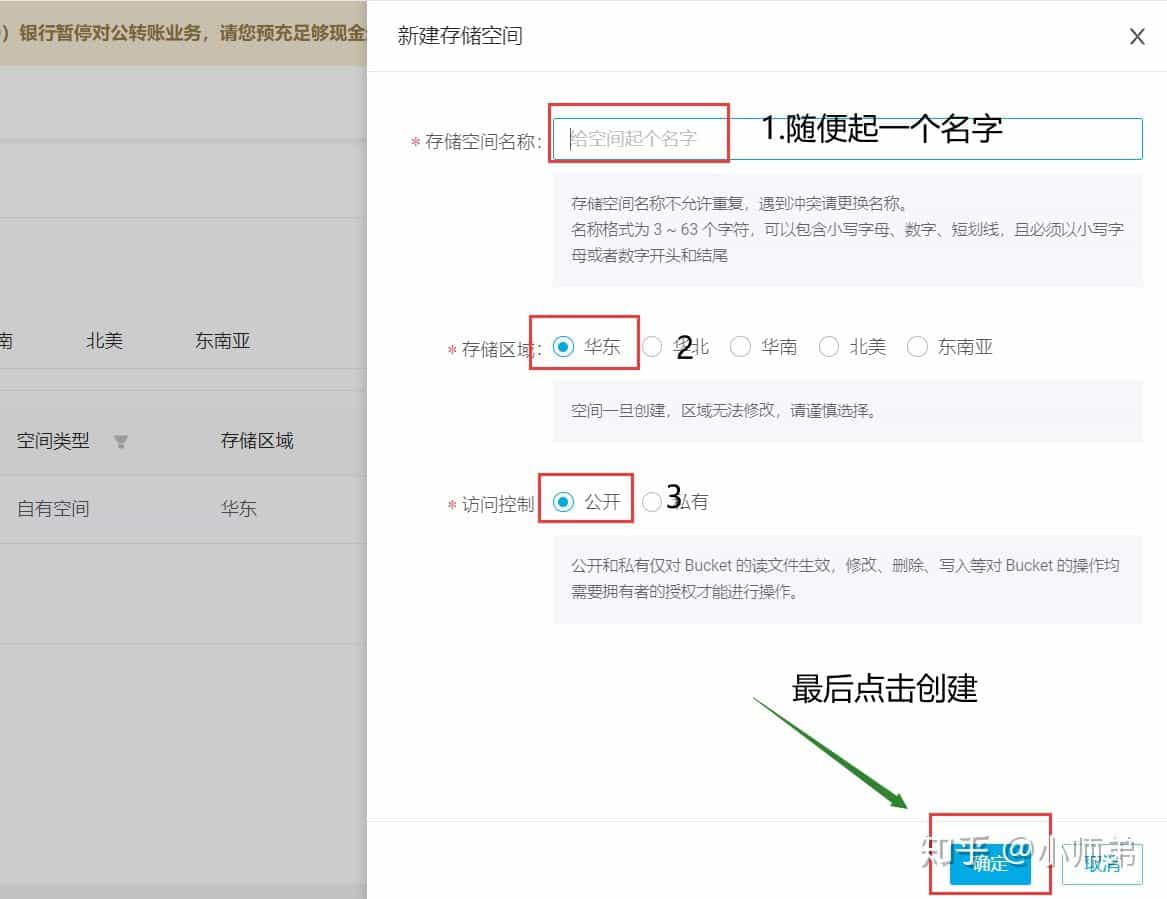 ）银行暂停对公转账业务，请您预充足够现金
新建存储空间
* 存储空间名称：
给空间起个名字
1.随便起一个名字
存储空间名称不允许重复，遇到冲突请更换名称。
名称格式为 3 ~ 63 个字符，可以包含小写字母、数字、短划线，且必须以小写字
母或者数字开头和结尾
南 北美 东南亚
* 存储区域： 华东 2 华北 华南 北美 东南亚
空间一旦创建，区域无法修改，请谨慎选择。
空间类型 存储区域
自有空间 华东
* 访问控制 公开 3 私有
公开和私有仅对 Bucket 的读文件生效，修改、删除、写入等对 Bucket 的操作均
需要拥有者的授权才能进行操作。
最后点击创建
知乎 @小师弟
确定 取消